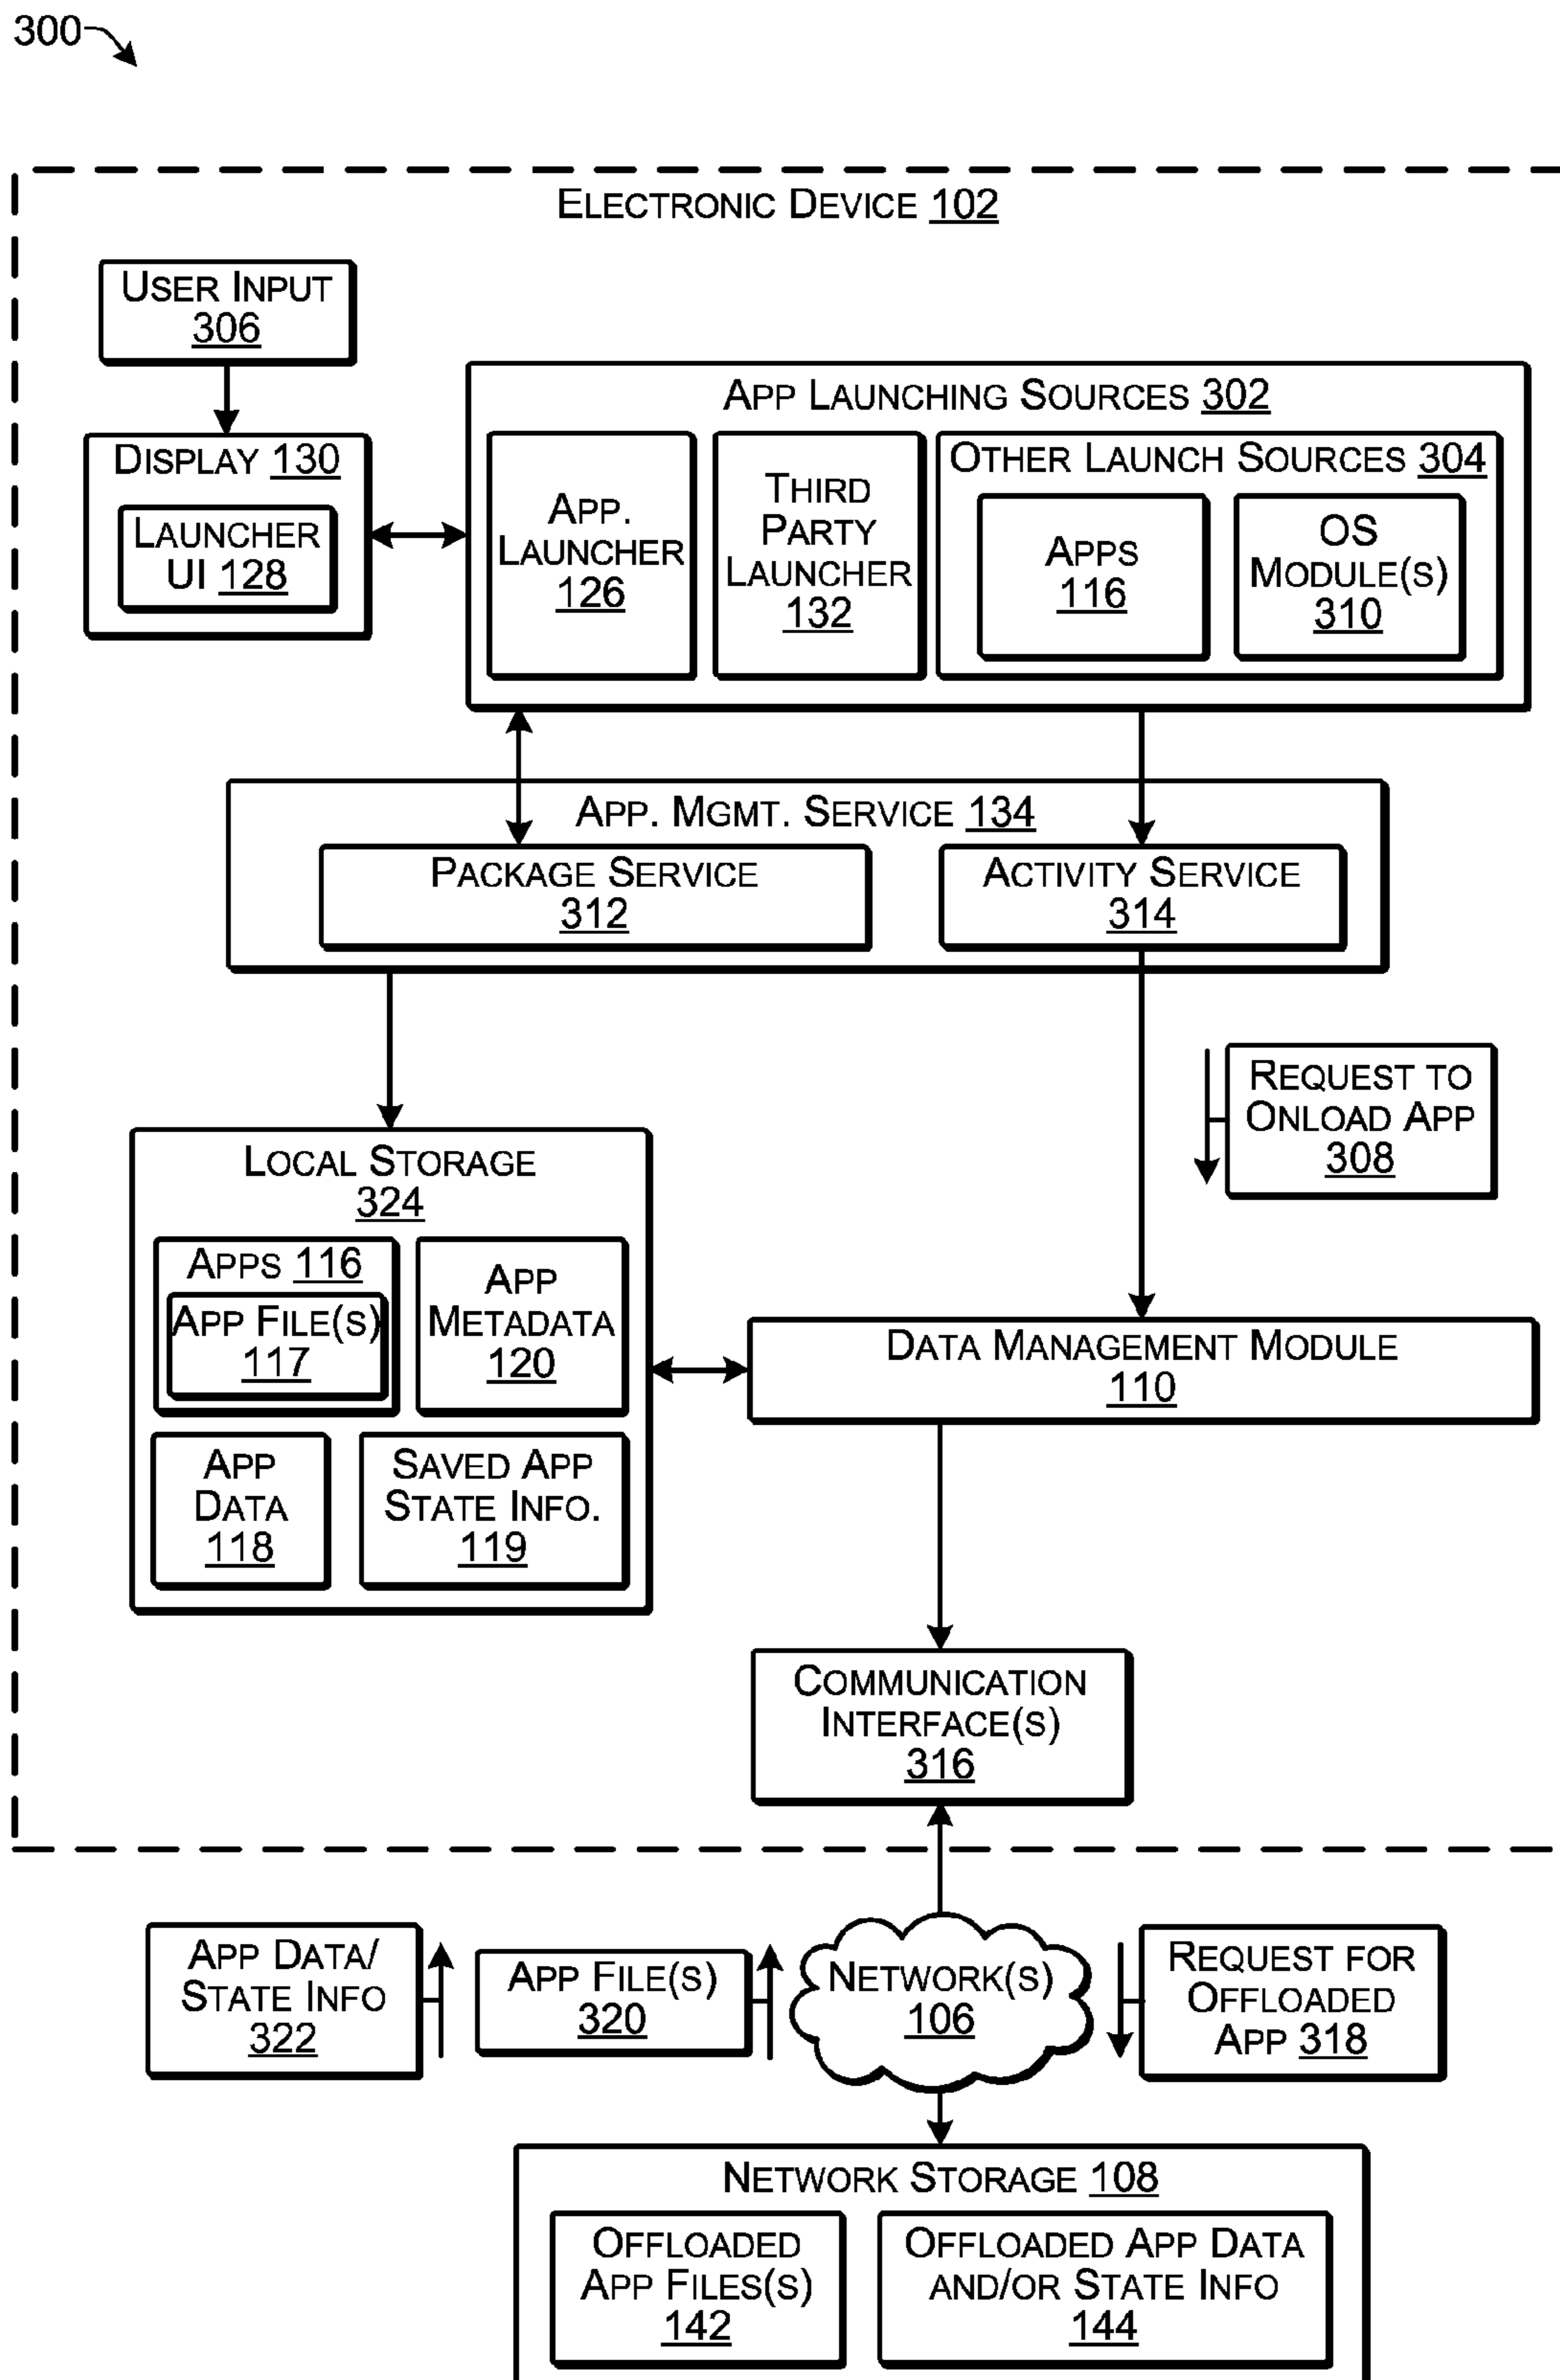 300
ELECTRONIC DEVICE 102
USER INPUT
306
DISPLAY 130
LAUNCHER
UI 128
APP LAUNCHING SOURCES 302
APP.
LAUNCHER
126
THIRD
PARTY
LAUNCHER
132
OTHER LAUNCH SOURCES 304
APPS
116
OS
MODULE(S)
310
APP. MGMT. SERVICE 134
PACKAGE SERVICE
312
ACTIVITY SERVICE
314
REQUEST TO
ONLOAD APP
308
LOCAL STORAGE
324
APPS 116
APP FILE(S)
117
APP
METADATA
120
APP
DATA
118
SAVED APP
STATE INFO.
119
DATA MANAGEMENT MODULE
110
COMMUNICATION
INTERFACE(S)
316
APP DATA/
STATE INFO
322
APP FILE(S)
320
NETWORK(S)
106
REQUEST FOR
OFFLOADED
APP 318
NETWORK STORAGE 108
OFFLOADED
APP FILES(S)
142
OFFLOADED APP DATA
AND/OR STATE INFO
144